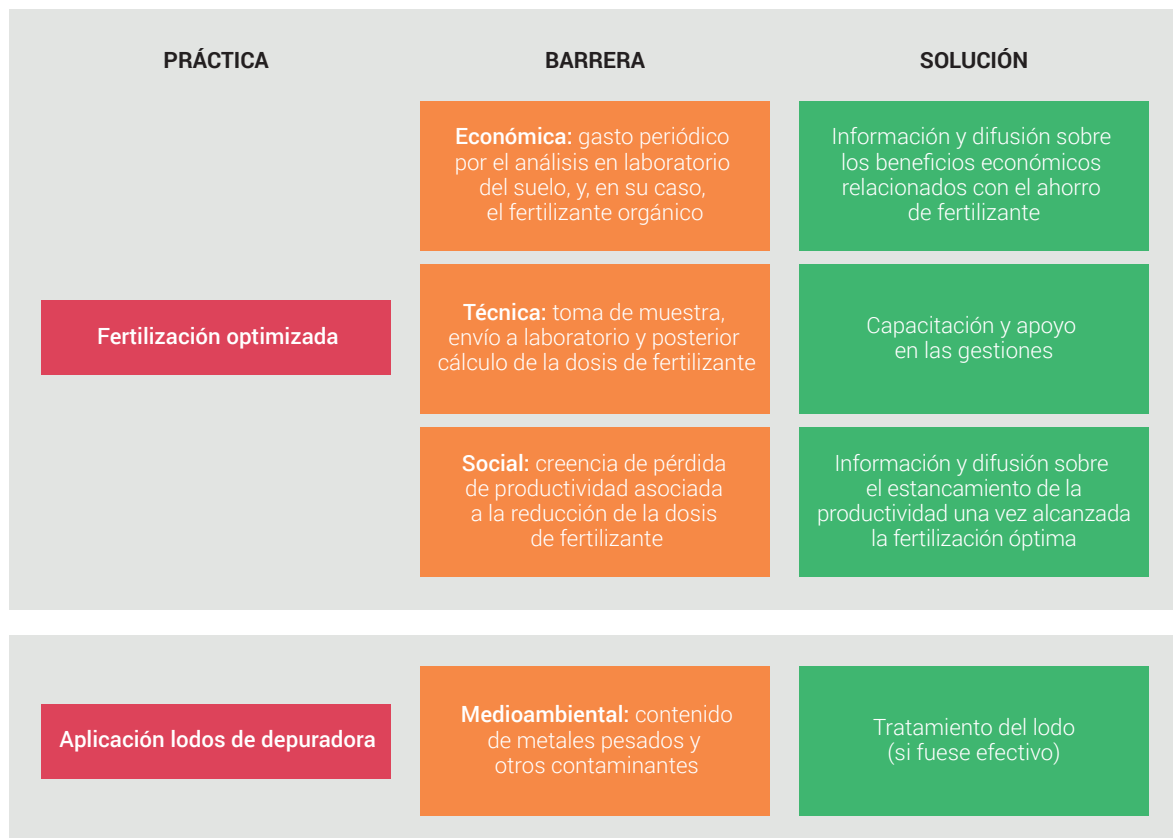 PRÁCTICA
BARRERA
SOLUCIÓN
Fertilización optimizada
Económica: gasto periódico
por el análisis en laboratorio
del suelo, y, en su caso,
el fertilizante orgánico
Información y difusión sobre
los beneficios económicos
relacionados con el ahorro
de fertilizante
Técnica: toma de muestra,
envío a laboratorio y posterior
cálculo de la dosis de fertilizante
Capacitación y apoyo
en las gestiones
Social: creencia de pérdida
de productividad asociada
a la reducción de la dosis
de fertilizante
Información y difusión sobre
el estancamiento de la
productividad una vez alcanzada
la fertilización óptima
Aplicación lodos de depuradora
Medioambiental: contenido
de metales pesados y
otros contaminantes
Tratamiento del lodo
(si fuese efectivo)